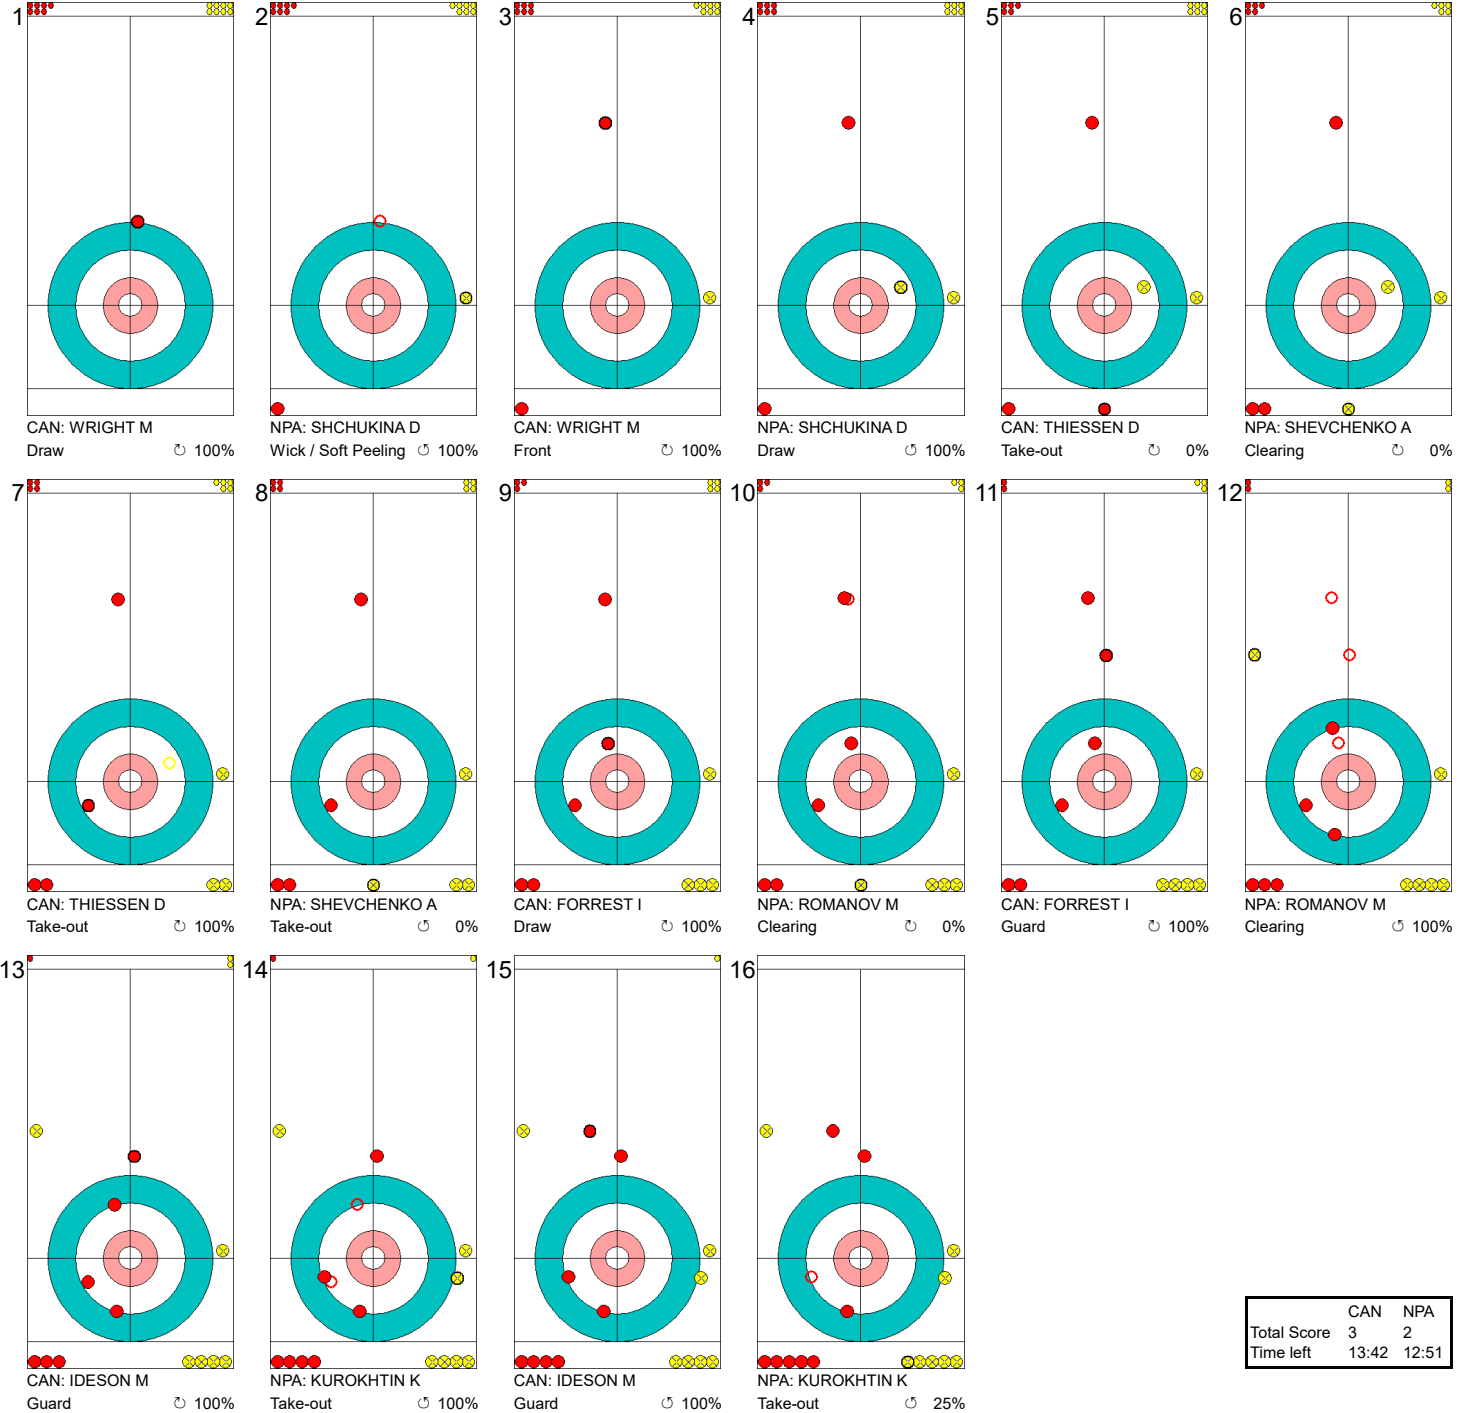 1 2 3 4 5 6
CAN: WRIGHT M NPA: SHCHUKINA D CAN: WRIGHT M NPA: SHCHUKINA D CAN: THIESSEN D NPA: SHEVCHENKO A
Draw ↻ 100% Wick / Soft Peeling ↺ 100% Front ↻ 100% Draw ↺ 100% Take-out ↻ 0% Clearing ↻ 0%
7 8 9 10 11 12
CAN: THIESSEN D NPA: SHEVCHENKO A CAN: FORREST I NPA: ROMANOV M CAN: FORREST I NPA: ROMANOV M
Take-out ↻ 100% Take-out ↺ 0% Draw ↻ 100% Clearing ↻ 0% Guard ↻ 100% Clearing ↺ 100%
13 14 15 16
CAN: IDESON M NPA: KUROKHTIN K CAN: IDESON M NPA: KUROKHTIN K
Guard ↺ 100% Take-out ↺ 100% Guard ↺ 100% Take-out ↺ 25%
CAN NPA
Total Score 3 2
Time left 13:42 12:51